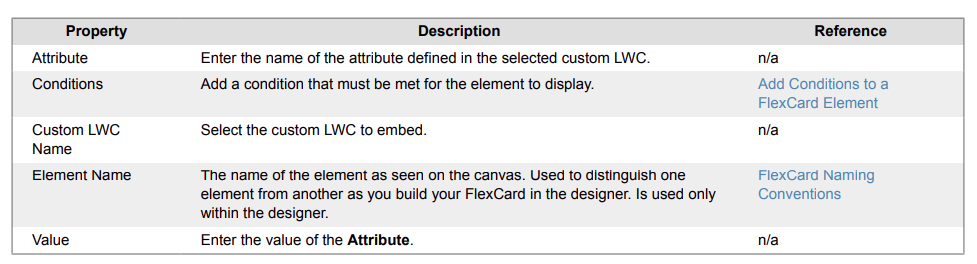 Property Description Reference
Attribute Enter the name of the attribute defined in the selected custom LWC. n/a
Conditions Add a condition that must be met for the element to display. Add Conditions to a
FlexCard Element
Custom LWC Select the custom LWC to embed. n/a
Name
Element Name The name of the element as seen on the canvas. Used to distinguish one FlexCard Naming
element from another as you build your FlexCard in the designer. Is used only Conventions
within the designer.
Value Enter the value of the Attribute. n/a